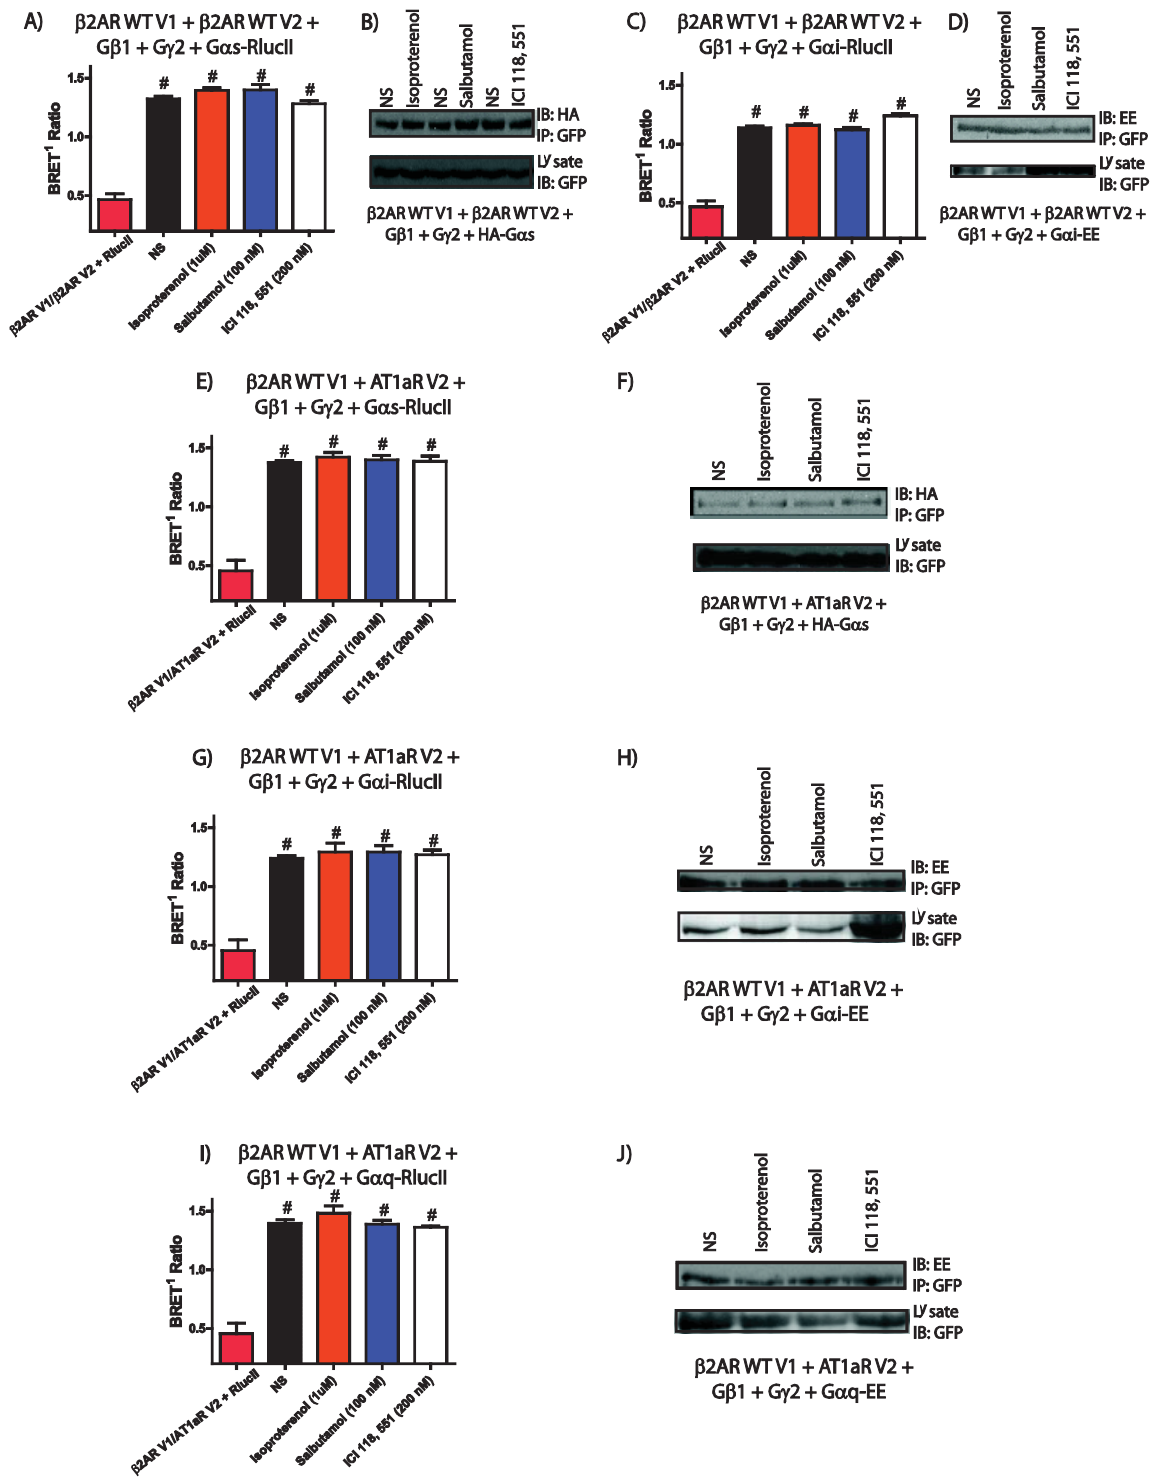 A)
β2AR WT V1 + β2AR WT V2 +
Gβ1 + Gγ2 + Gαs-RlucII
BRET¹ Ratio
1.5
1.0
0.5
#
#
#
#
β2AR V1/β2AR V2 + RlucII
NS
Isoproterenol (1uM)
Salbutamol (100 nM)
ICI 118, 551 (200 nM)
B)
NS
Isoproterenol
NS
Salbutamol
NS
ICI 118, 551
IB: HA
IP: GFP
Lysate
IB: GFP
β2AR WT V1 + β2AR WT V2 +
Gβ1 + Gγ2 + HA-Gαs
C)
β2AR WT V1 + β2AR WT V2 +
Gβ1 + Gγ2 + Gαi-RlucII
BRET¹ Ratio
1.5
1.0
0.5
#
#
#
#
β2AR V1/β2AR V2 + RlucII
NS
Isoproterenol (1uM)
Salbutamol (100 nM)
ICI 118, 551 (200 nM)
D)
NS
Isoproterenol
Salbutamol
ICI 118, 551
IB: EE
IP: GFP
Lysate
IB: GFP
β2AR WT V1 + β2AR WT V2 +
Gβ1 + Gγ2 + Gαi-EE
E)
β2AR WT V1 + AT1aR V2 +
Gβ1 + Gγ2 + Gαs-RlucII
BRET¹ Ratio
1.5
1.0
0.5
#
#
#
#
β2AR V1/AT1aR V2 + RlucII
NS
Isoproterenol (1uM)
Salbutamol (100 nM)
ICI 118, 551 (200 nM)
F)
NS
Isoproterenol
Salbutamol
ICI 118, 551
IB: HA
IP: GFP
Lysate
IB: GFP
β2AR WT V1 + AT1aR V2 +
Gβ1 + Gγ2 + HA-Gαs
G)
β2AR WT V1 + AT1aR V2 +
Gβ1 + Gγ2 + Gαi-RlucII
BRET¹ Ratio
1.5
1.0
0.5
#
#
#
#
β2AR V1/AT1aR V2 + RlucII
NS
Isoproterenol (1uM)
Salbutamol (100 nM)
ICI 118, 551 (200 nM)
H)
NS
Isoproterenol
Salbutamol
ICI 118, 551
IB: EE
IP: GFP
Lysate
IB: GFP
β2AR WT V1 + AT1aR V2 +
Gβ1 + Gγ2 + Gαi-EE
I)
β2AR WT V1 + AT1aR V2 +
Gβ1 + Gγ2 + Gαq-RlucII
BRET¹ Ratio
1.5
1.0
0.5
#
#
#
#
β2AR V1/AT1aR V2 + RlucII
NS
Isoproterenol (1uM)
Salbutamol (100 nM)
ICI 118, 551 (200 nM)
J)
NS
Isoproterenol
Salbutamol
ICI 118, 551
IB: EE
IP: GFP
Lysate
IB: GFP
β2AR WT V1 + AT1aR V2 +
Gβ1 + Gγ2 + Gαq-EE